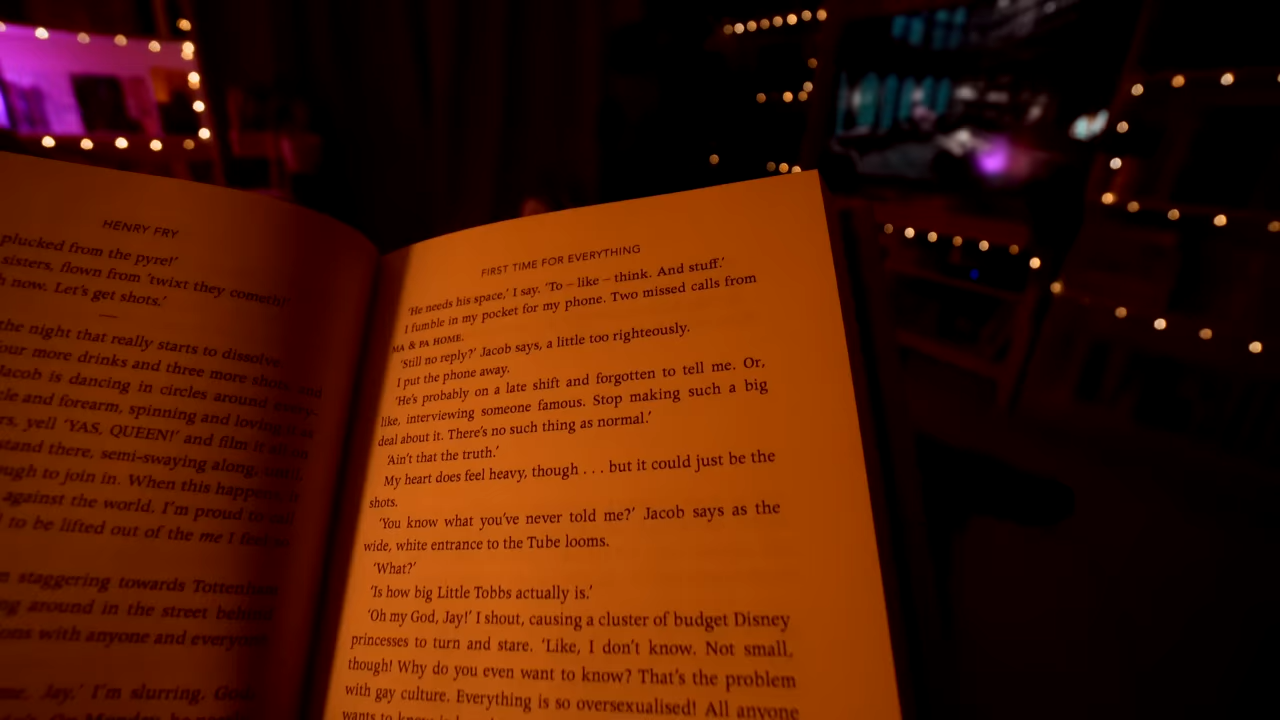 HENRY FRY
plucked from the pyre!'
sisters, flown from 'twixt they cometh!'
now. Let's get shots.'
—
the night that really starts to dissolve
four more drinks and three more shots and
Jacob is dancing in circles around
and forearm, spinning and loving
yell 'YAS, QUEEN!' and film it
stand there, semi-swaying along, until
to join in. When this happens
against the world. I'm proud to
to be lifted out of the me I
staggering towards Tottenham
around in the street behind
with anyone and everyone
Jay,' I'm slurring.
FIRST TIME FOR EVERYTHING
'He needs his space,' I say. 'To – like – think. And stuff.'
I fumble in my pocket for my phone. Two missed calls from
MA & PA HOME.
'Still no reply?' Jacob says, a little too righteously.
I put the phone away.
'He's probably on a late shift and forgotten to tell me. Or,
like, interviewing someone famous. Stop making such a big
deal about it. There's no such thing as normal.'
'Ain't that the truth.'
My heart does feel heavy, though . . . but it could just be the
shots.
'You know what you've never told me?' Jacob says as the
wide, white entrance to the Tube looms.
'What?'
'Is how big Little Tobbs actually is.'
'Oh my God, Jay!' I shout, causing a cluster of budget Disney
princesses to turn and stare. 'Like, I don't know. Not small,
though! Why do you even want to know? That's the problem
with gay culture. Everything is so oversexualised! All anyone
wants to know is